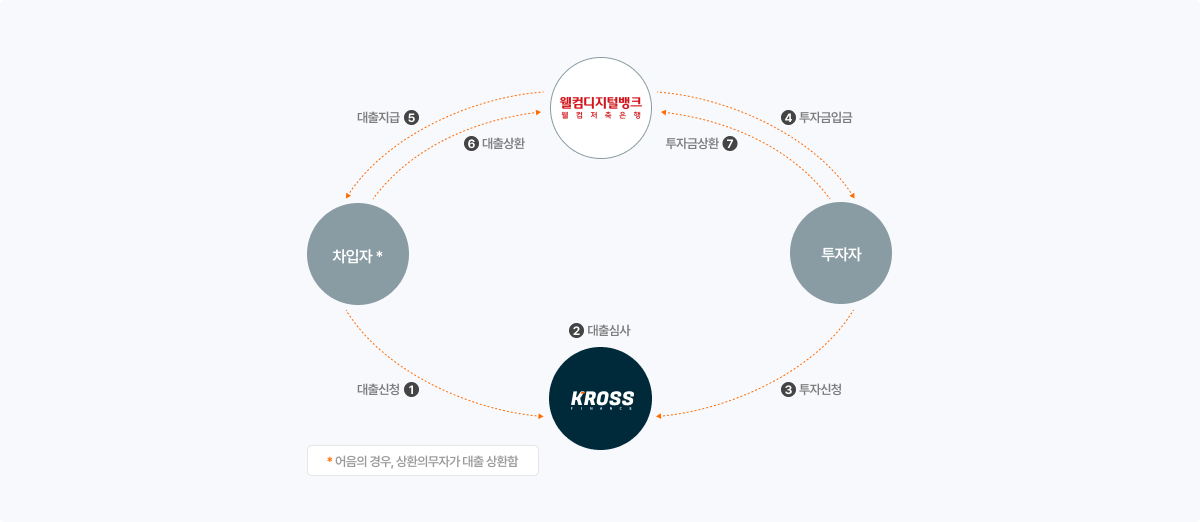 웰컴디지털뱅크
웰컴저축은행
대출지급 5
4 투자금입금
6 대출상환
투자금상환 7
차입자 *
투자자
2 대출심사
대출신청 1
KROSS
FINANCE
3 투자신청
* 어음의 경우, 상환의무자가 대출 상환함